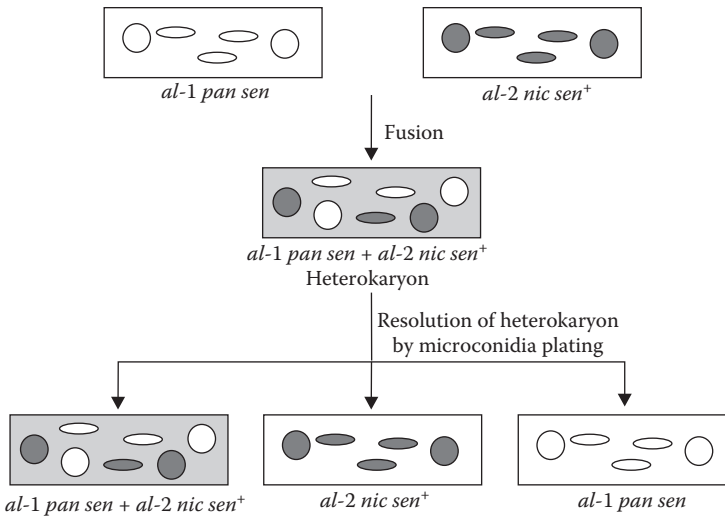 al-1 pan sen
al-2 nic sen⁺
Fusion
al-1 pan sen + al-2 nic sen⁺
Heterokaryon
Resolution of heterokaryon
by microconidia plating
al-1 pan sen + al-2 nic sen⁺
al-2 nic sen⁺
al-1 pan sen